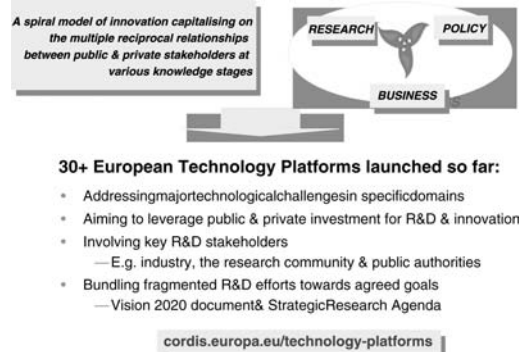 A spiral model of innovation capitalising on
the multiple reciprocal relationships
between public & private stakeholders at
various knowledge stages
RESEARCH
POLICY
BUSINESS
30+ European Technology Platforms launched so far:
• Addressingmajortechnologicalchallengesin specificdomains
• Aiming to leverage public & private investment for R&D & innovation
• Involving key R&D stakeholders
—E.g. industry, the research community & public authorities
• Bundling fragmented R&D efforts towards agreed goals
—Vision 2020 document& StrategicResearch Agenda
cordis.europa.eu/technology-platforms